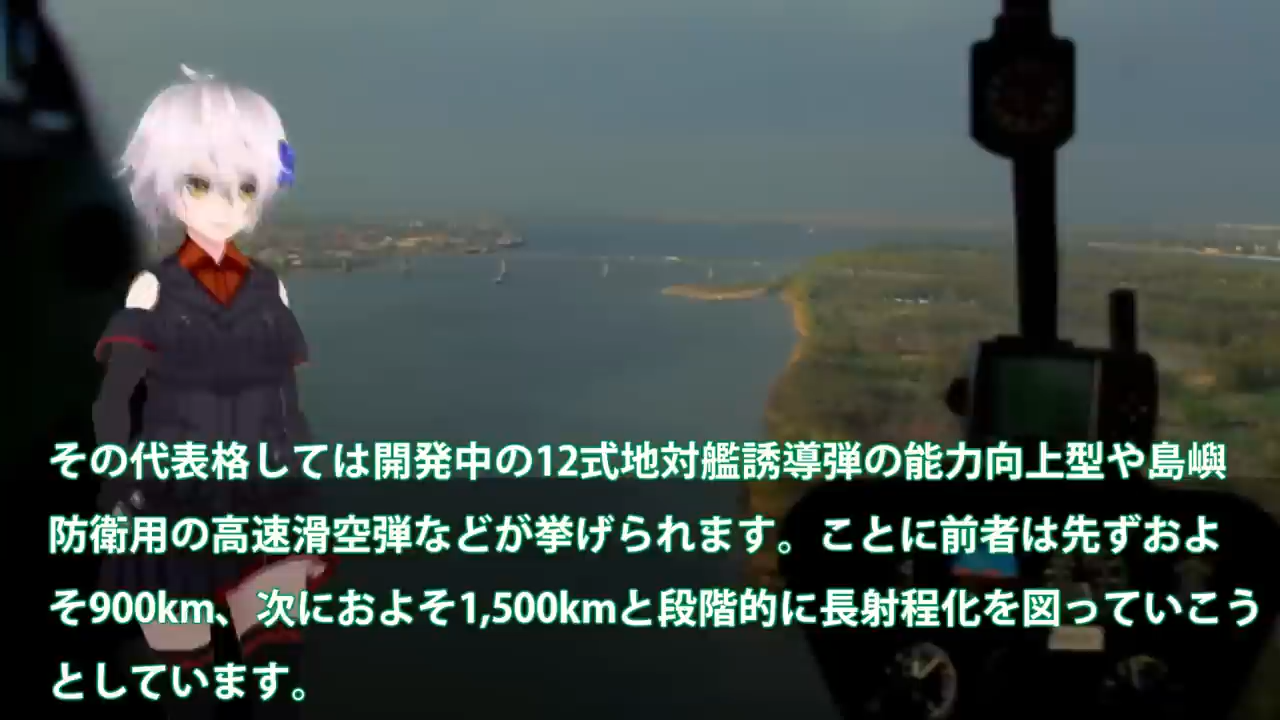 その代表格しては開発中の12式地対艦誘導弾の能力向上型や島嶼
防衛用の高速滑空弾などが挙げられます。ことに前者は先ずおよ
そ900km、次におよそ1,500kmと段階的に長射程化を図っていこう
としています。